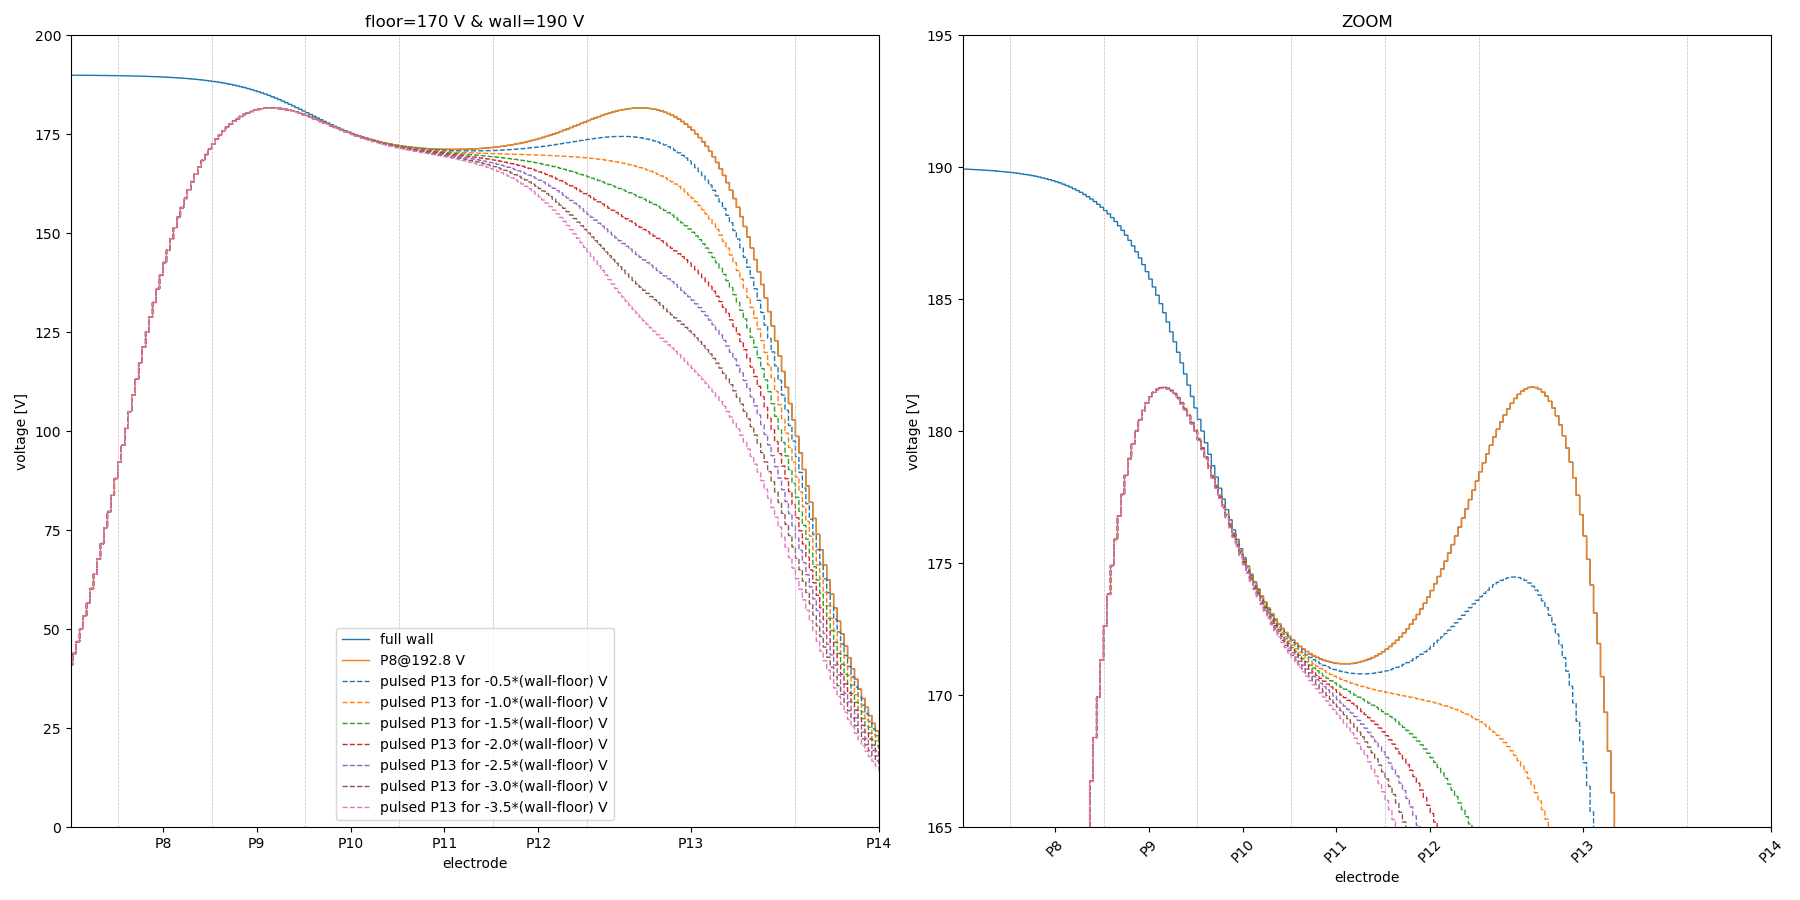 floor=170 V & wall=190 V
200
175
150
125
100
75
50
25
0
voltage [V]
full wall
P8@192.8 V
pulsed P13 for -0.5*(wall-floor) V
pulsed P13 for -1.0*(wall-floor) V
pulsed P13 for -1.5*(wall-floor) V
pulsed P13 for -2.0*(wall-floor) V
pulsed P13 for -2.5*(wall-floor) V
pulsed P13 for -3.0*(wall-floor) V
pulsed P13 for -3.5*(wall-floor) V
P8 P9 P10 P11 P12 P13 P14
electrode
ZOOM
195
190
185
180
175
170
165
voltage [V]
P8 P9 P10 P11 P12 P13 P14
electrode